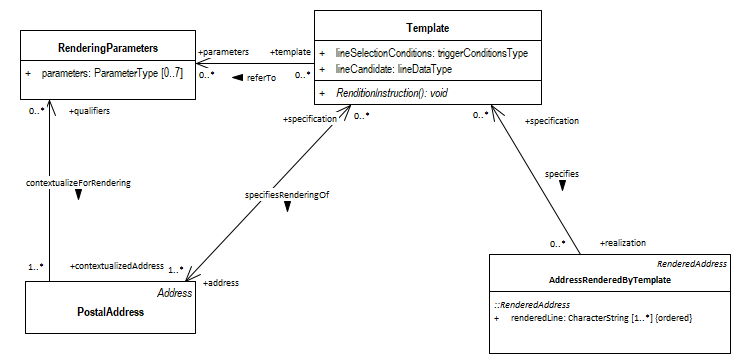 Template
RenderingParameters
+ parameters: ParameterType [0..7]
+parameters
+template
+ lineSelectionConditions: triggerConditionsType
+ lineCandidate: lineDataType
+ RenditionInstruction(): void
0..*
referTo
0..*
0..*
+qualifiers
+specification
0..*
0..*
+specification
contextualizeForRendering
specifiesRenderingOf
specifies
1..*
+contextualizedAddress
1..*
+address
0..*
+realization
Address
PostalAddress
RenderedAddress
AddressRenderedByTemplate
::RenderedAddress
+ renderedLine: CharacterString [1..*] {ordered}